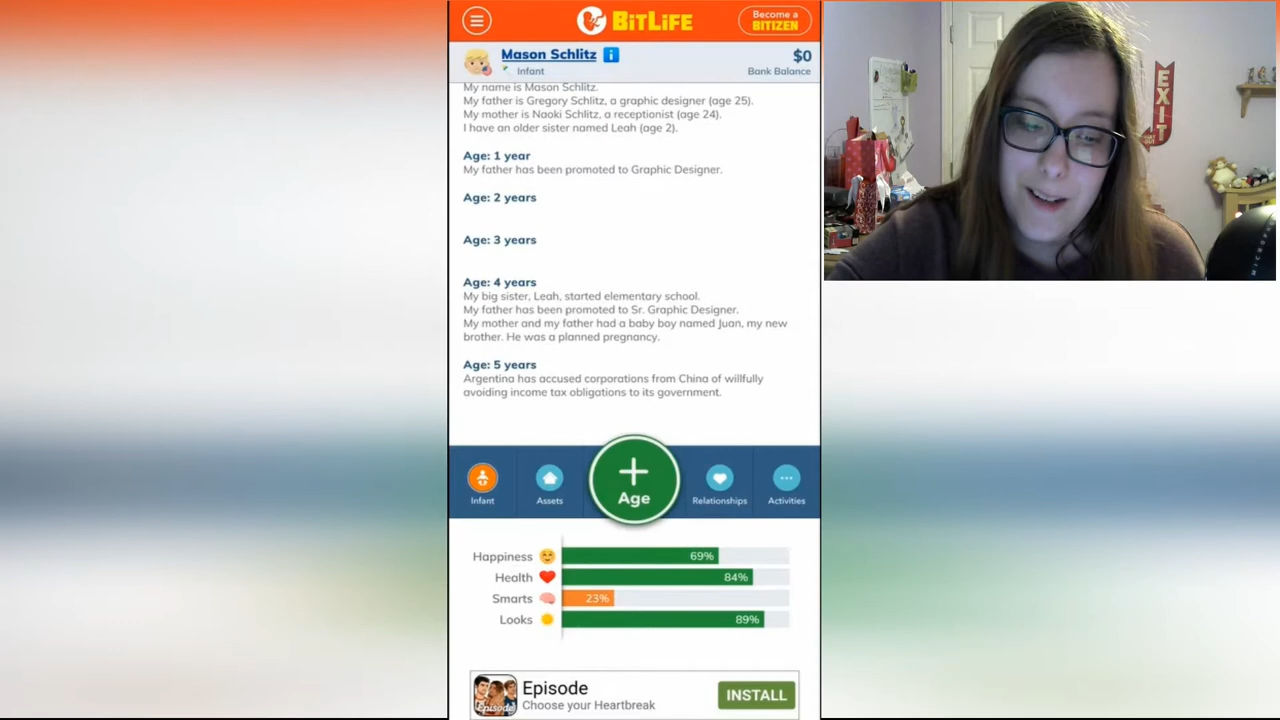 Become a
BITLIFE
BITIZEN
Mason Schlitz
$0
Infant
Bank Balance
My name is Mason Schlitz.
My father is Gregory Schlitz, a graphic designer (age 25).
My mother is Naoki Schlitz, a receptionist (age 24).
I have an older sister named Leah (age 2).
Age: 1 year
My father has been promoted to Graphic Designer.
Age: 2 years
Age: 3 years
Age: 4 years
My big sister, Leah, started elementary school.
My father has been promoted to Sr. Graphic Designer.
My mother and my father had a baby boy named Juan, my new
brother. He was a planned pregnancy.
Age: 5 years
Argentina has accused corporations from China of willfully
avoiding income tax obligations to its government.
Infant
Assets
Age
Relationships
Activities
Happiness 69%
Health 84%
Smarts 23%
Looks 89%
Episode
Choose your Heartbreak
INSTALL
Episode
EXIT